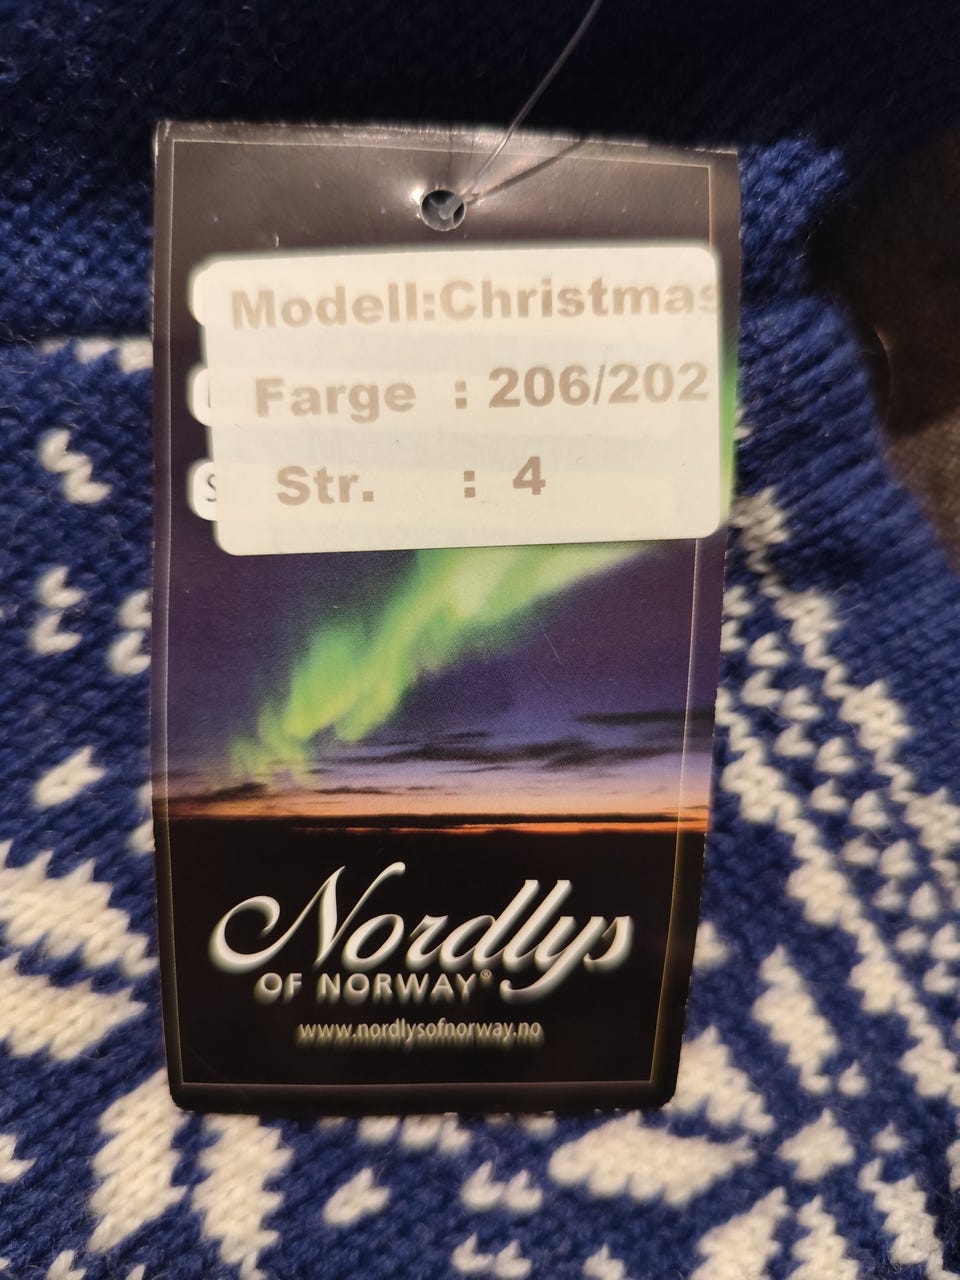 Modell:Christmas
Farge : 206/202
Str. : 4
S
Nordlys
OF NORWAY®
www.nordlysofnorway.no